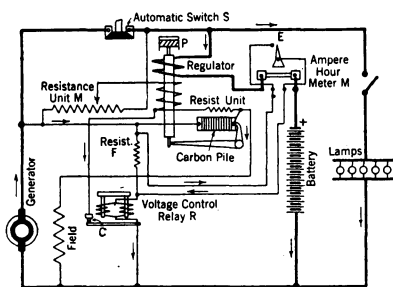 Automatic Switch S
P
E
Ampere
Hour
Meter M
Regulator
Resistance
Unit M
Resist Unit
Resist.
F
Carbon Pile
+
Battery
Lamps
Generator
Field
Voltage Control
Relay R
C